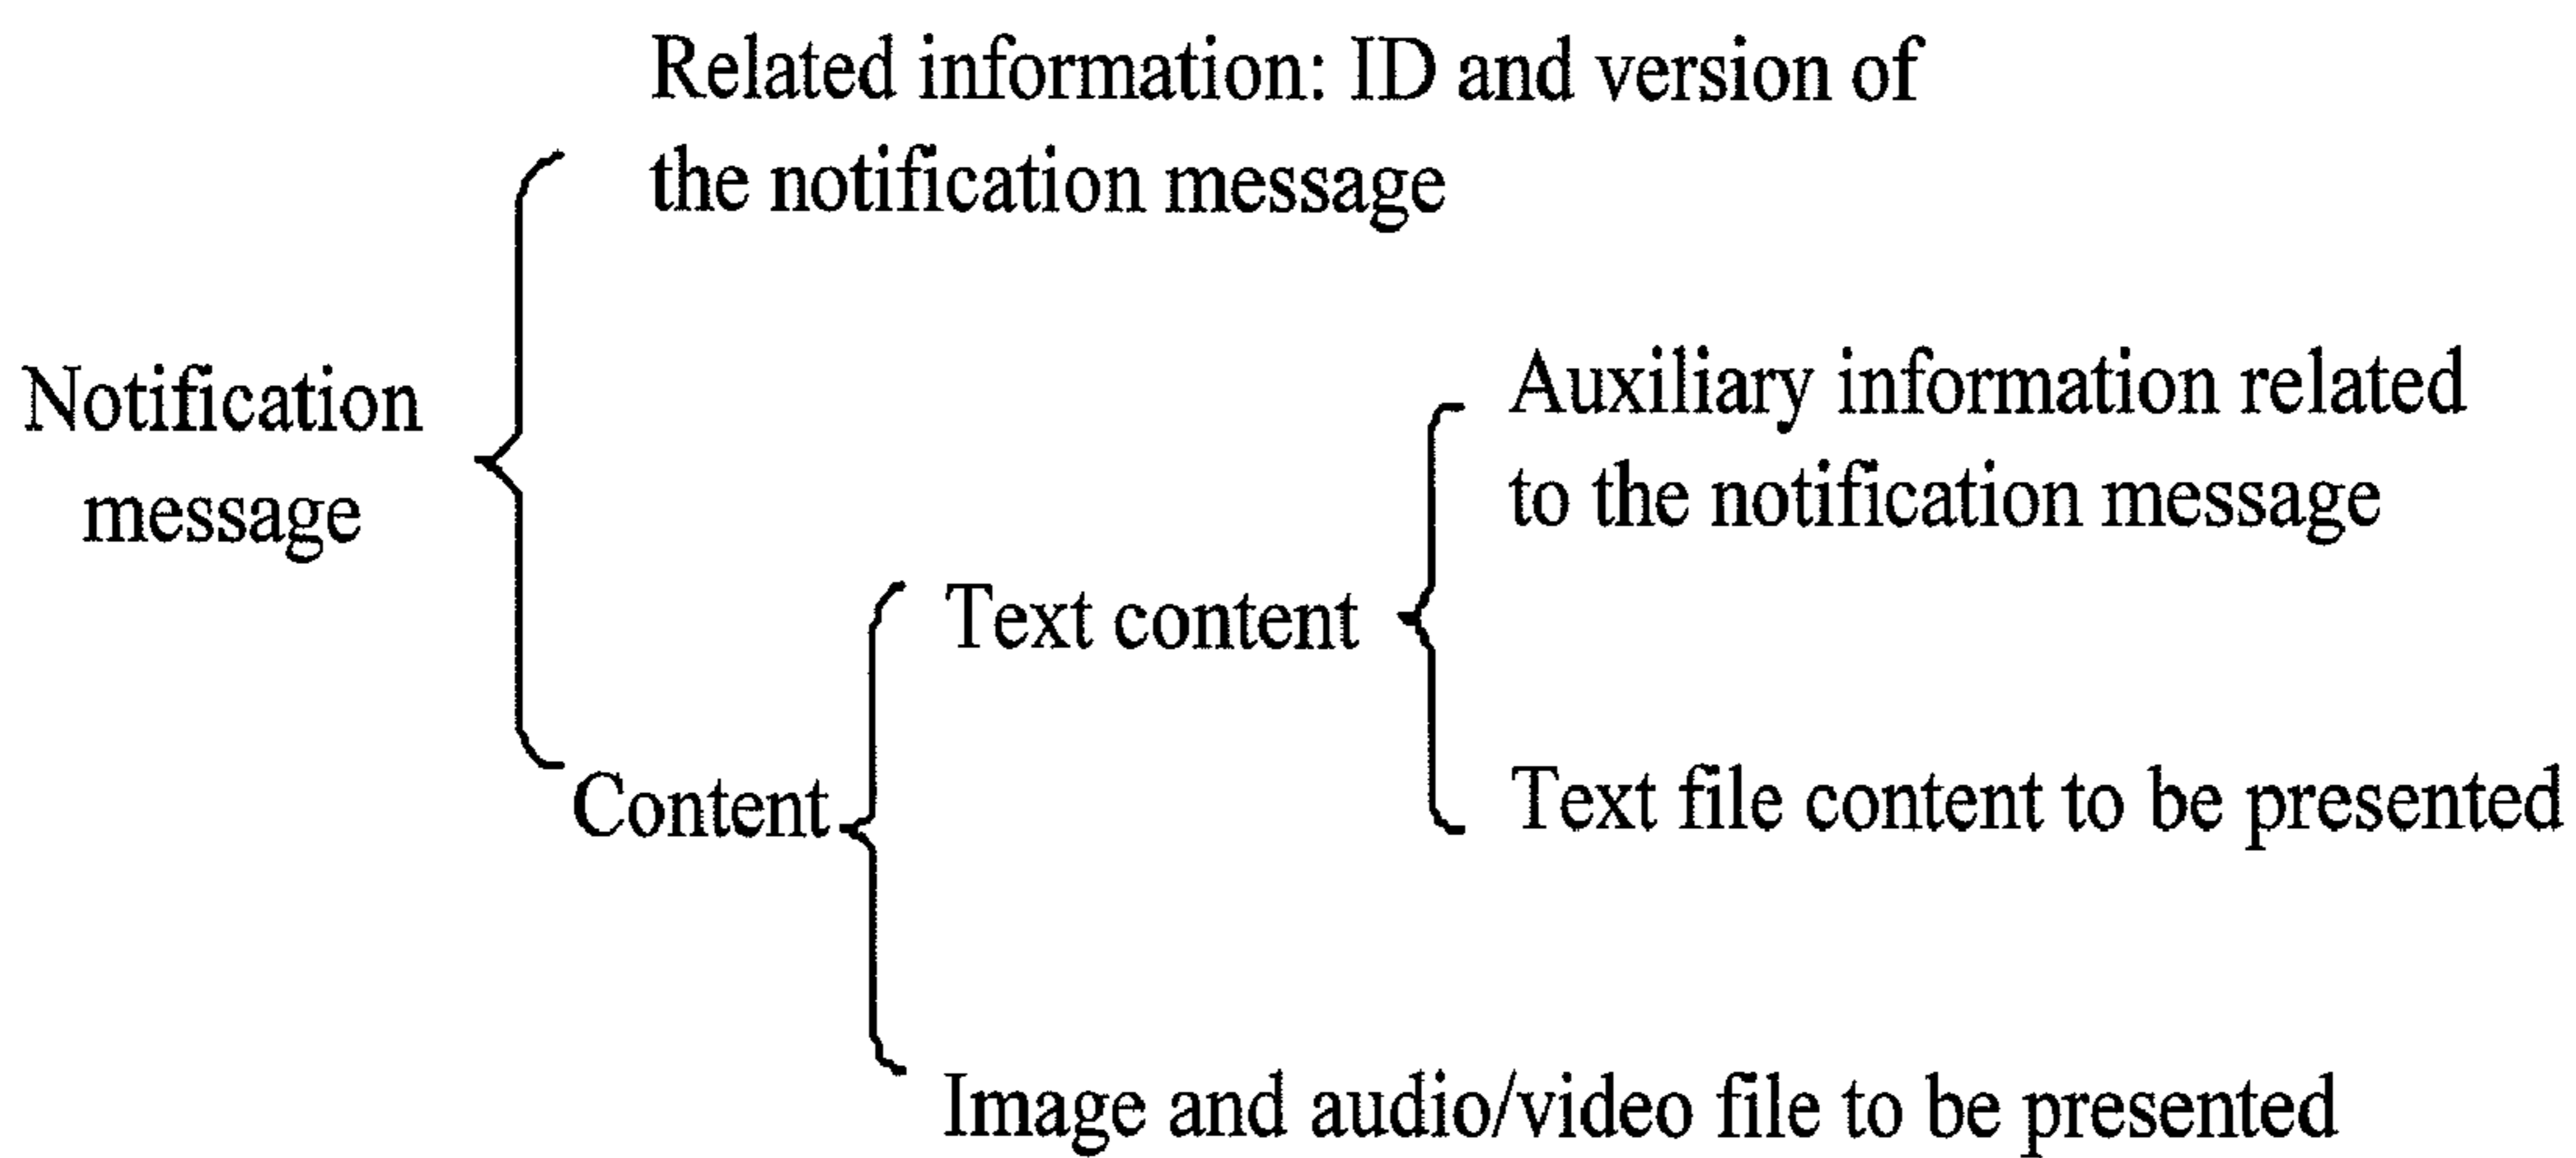 Related information: ID and version of
the notification message
Notification
message
Auxiliary information related
to the notification message
Text content
Text file content to be presented
Content
Image and audio/video file to be presented